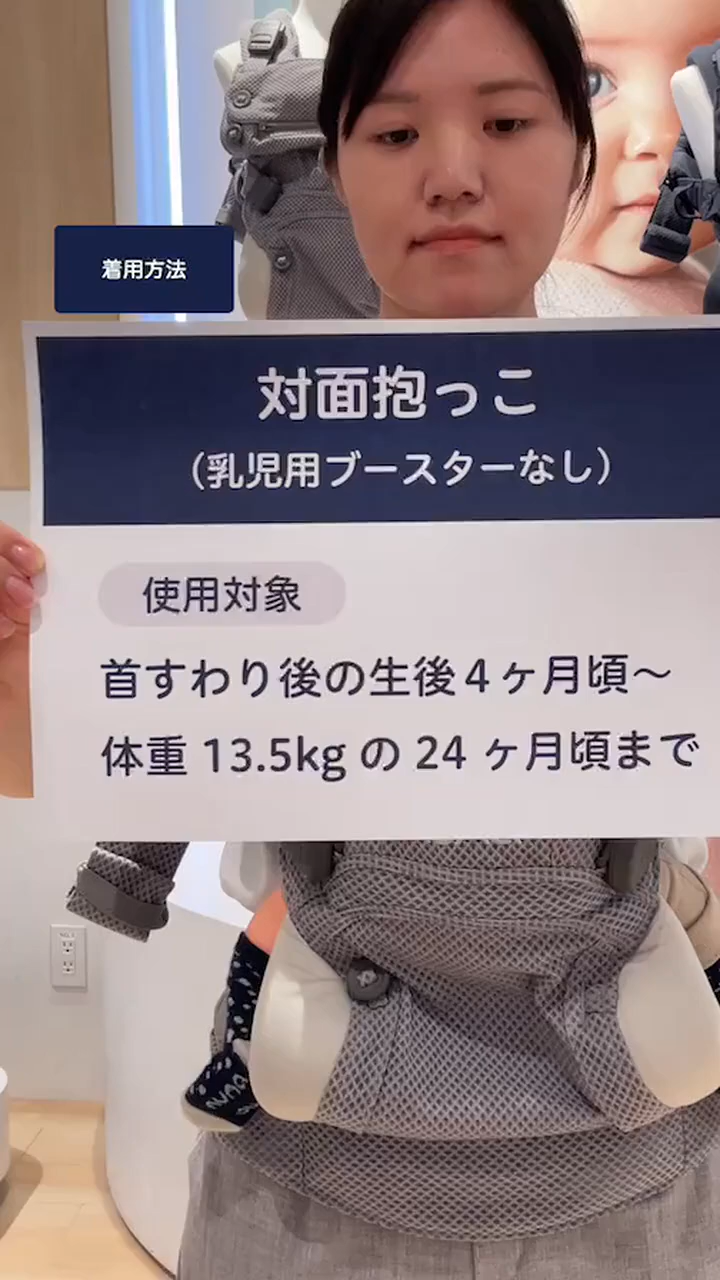 着用方法
対面抱っこ
（乳児用ブースターなし）
使用対象
首すわり後の生後4ヶ月頃〜
体重 13.5kg の 24 ヶ月頃まで
nuna